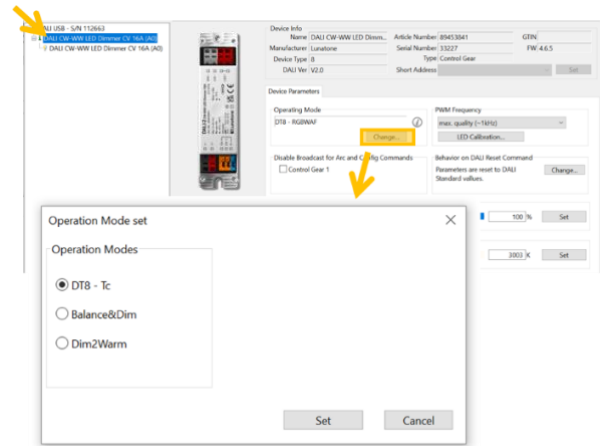 DALI USB - S/N 112663
DALI CW-WW LED Dimmer CV 16A (A0)
DALI CW-WW LED Dimmer CV 16A (A0)
Device Info
Name DALI CW-WW LED Dimm... Article Number 89453841 GTIN
Manufacturer Lunatone Serial Number 33227 FW 4.6.5
Device Type 8 Type Control Gear
DALI Ver V2.0 Short Address Set
Device Parameters
Operating Mode
DT8 - RGBWAF
Change...
PWM Frequency
max. quality (~1kHz)
LED Calibration...
Disable Broadcast for Arc and Config Commands
Control Gear 1
Behavior on DALI Reset Command
Parameters are reset to DALI
Standard values.
Change...
100 % Set
3003 K Set
Operation Mode set
Operation Modes
DT8 - Tc
Balance&Dim
Dim2Warm
Set
Cancel